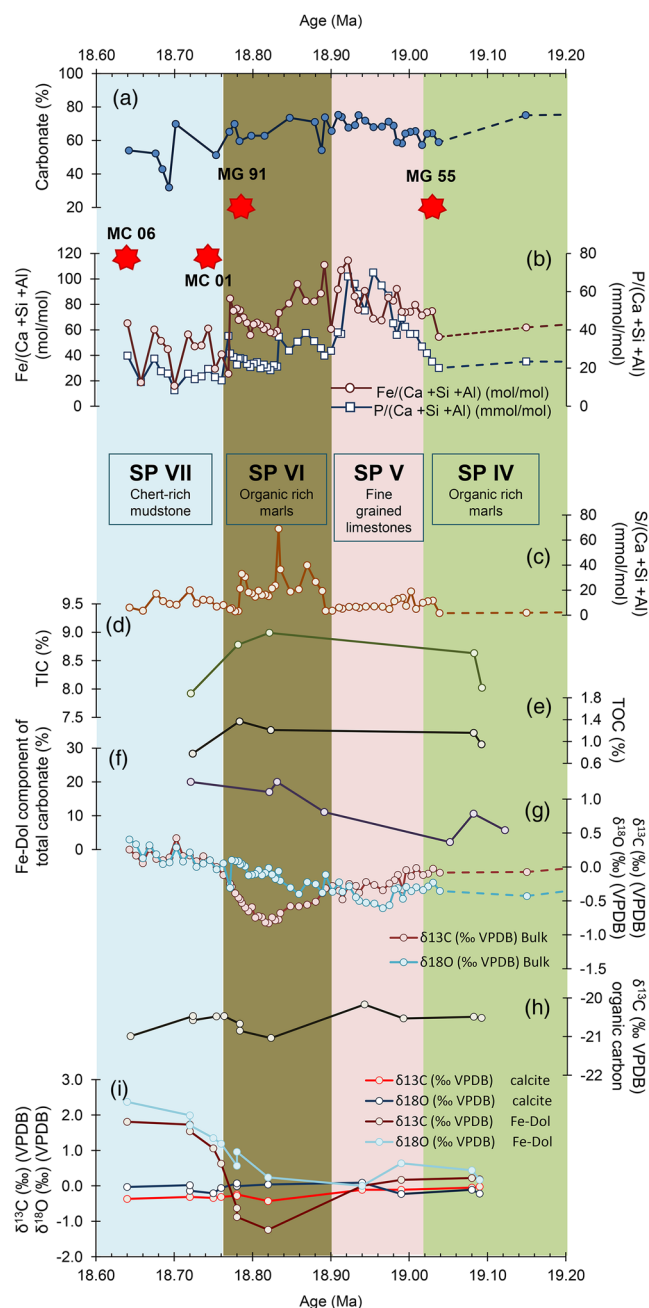 Age (Ma)
18.60 18.70 18.80 18.90 19.00 19.10 19.20
100
80
60
40
20
Carbonate (%)
(a)
MG 91
MG 55
MC 06
MC 01
120
100
80
60
40
20
0
Fe/(Ca +Si +Al)
(mol/mol)
(b)
80
60
40
20
0
P/(Ca +Si +Al)
(mmol/mol)
Fe/(Ca +Si +Al) (mol/mol)
P/(Ca +Si +Al) (mmol/mol)
SP VII
Chert-rich
mudstone
SP VI
Organic rich
marls
SP V
Fine
grained
limestones
SP IV
Organic rich
marls
(c)
80
60
40
20
0
S/(Ca +Si +Al)
(mmol/mol)
(d)
9.5
9.0
8.5
8.0
7.5
TIC (%)
(e)
1.8
1.4
1.0
0.6
TOC
(%)
(f)
30
20
10
0
Fe-Dol component of
total carbonate (%)
(g)
1.0
0.5
0.0
-0.5
-1.0
-1.5
δ13C (‰) (VPDB)
δ18O (‰) (VPDB)
δ13C (‰ VPDB) Bulk
δ18O (‰ VPDB) Bulk
(h)
-20
-21
-22
δ¹³C (‰ VPDB)
organic carbon
(i)
3.0
2.0
1.0
0.0
-1.0
-2.0
δ13C (‰) (VPDB)
δ18O (‰) (VPDB)
δ13C (‰ VPDB) calcite
δ18O (‰ VPDB) calcite
δ13C (‰ VPDB) Fe-Dol
δ18O (‰ VPDB) Fe-Dol
18.60 18.70 18.80 18.90 19.00 19.10 19.20
Age (Ma)